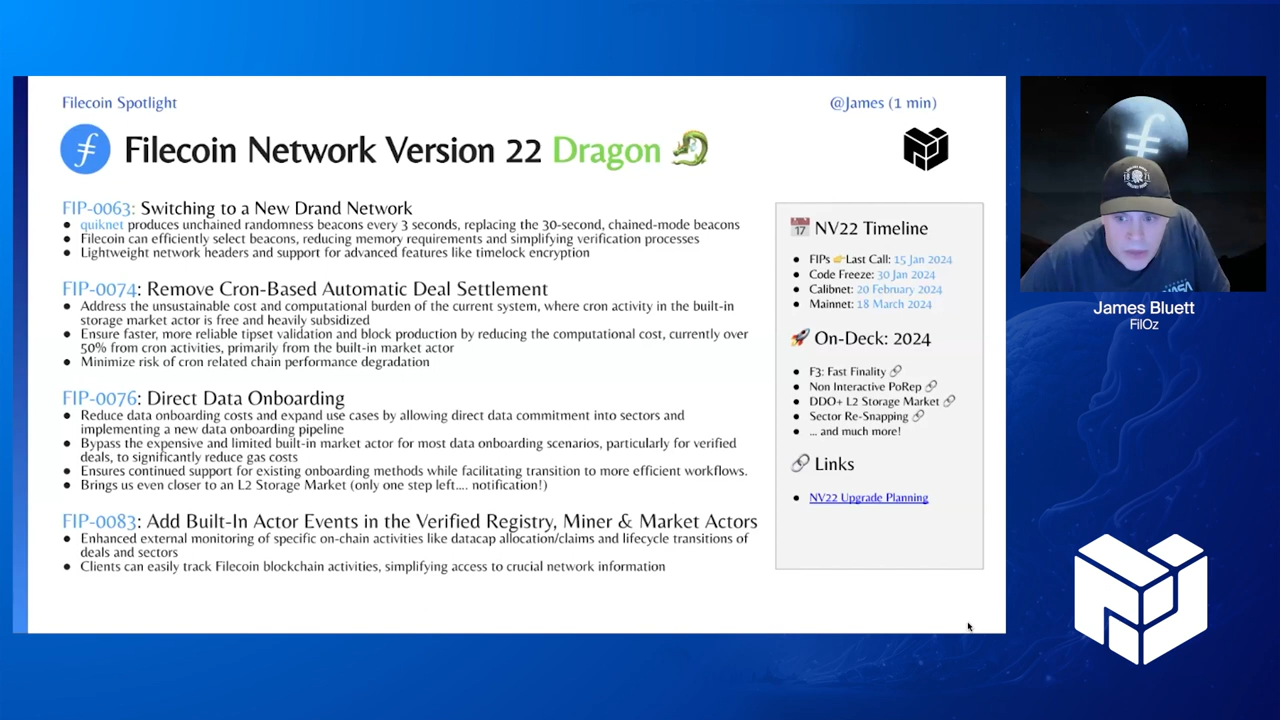 Filecoin Spotlight
@James (1 min)
Filecoin Network Version 22 Dragon
FIP-0063: Switching to a New Drand Network
quiknet produces unchained randomness beacons every 3 seconds, replacing the 30-second, chained-mode beacons
Filecoin can efficiently select beacons, reducing memory requirements and simplifying verification processes
Lightweight network headers and support for advanced features like timelock encryption
FIP-0074: Remove Cron-Based Automatic Deal Settlement
Address the unsustainable cost and computational burden of the current system, where cron activity in the built-in
storage market actor is free and heavily subsidized
Ensure faster, more reliable tipset validation and block production by reducing the computational cost, currently over
50% from cron activities, primarily from the built-in market actor
Minimize risk of cron related chain performance degradation
FIP-0076: Direct Data Onboarding
Reduce data onboarding costs and expand use cases by allowing direct data commitment into sectors and
implementing a new data onboarding pipeline
Bypass the expensive and limited built-in market actor for most data onboarding scenarios, particularly for verified
deals, to significantly reduce gas costs
Ensures continued support for existing onboarding methods while facilitating transition to more efficient workflows.
Brings us even closer to an L2 Storage Market (only one step left.... notification!)
FIP-0083: Add Built-In Actor Events in the Verified Registry, Miner & Market Actors
Enhanced external monitoring of specific on-chain activities like datacap allocation/claims and lifecycle transitions of
deals and sectors
Clients can easily track Filecoin blockchain activities, simplifying access to crucial network information
NV22 Timeline
FIPs 👉Last Call: 15 Jan 2024
Code Freeze: 30 Jan 2024
Calibnet: 20 February 2024
Mainnet: 18 March 2024
On-Deck: 2024
F3: Fast Finality
Non Interactive PoRep
DDO+ L2 Storage Market
Sector Re-Snapping
... and much more!
Links
NV22 Upgrade Planning
James Bluett
FilOz